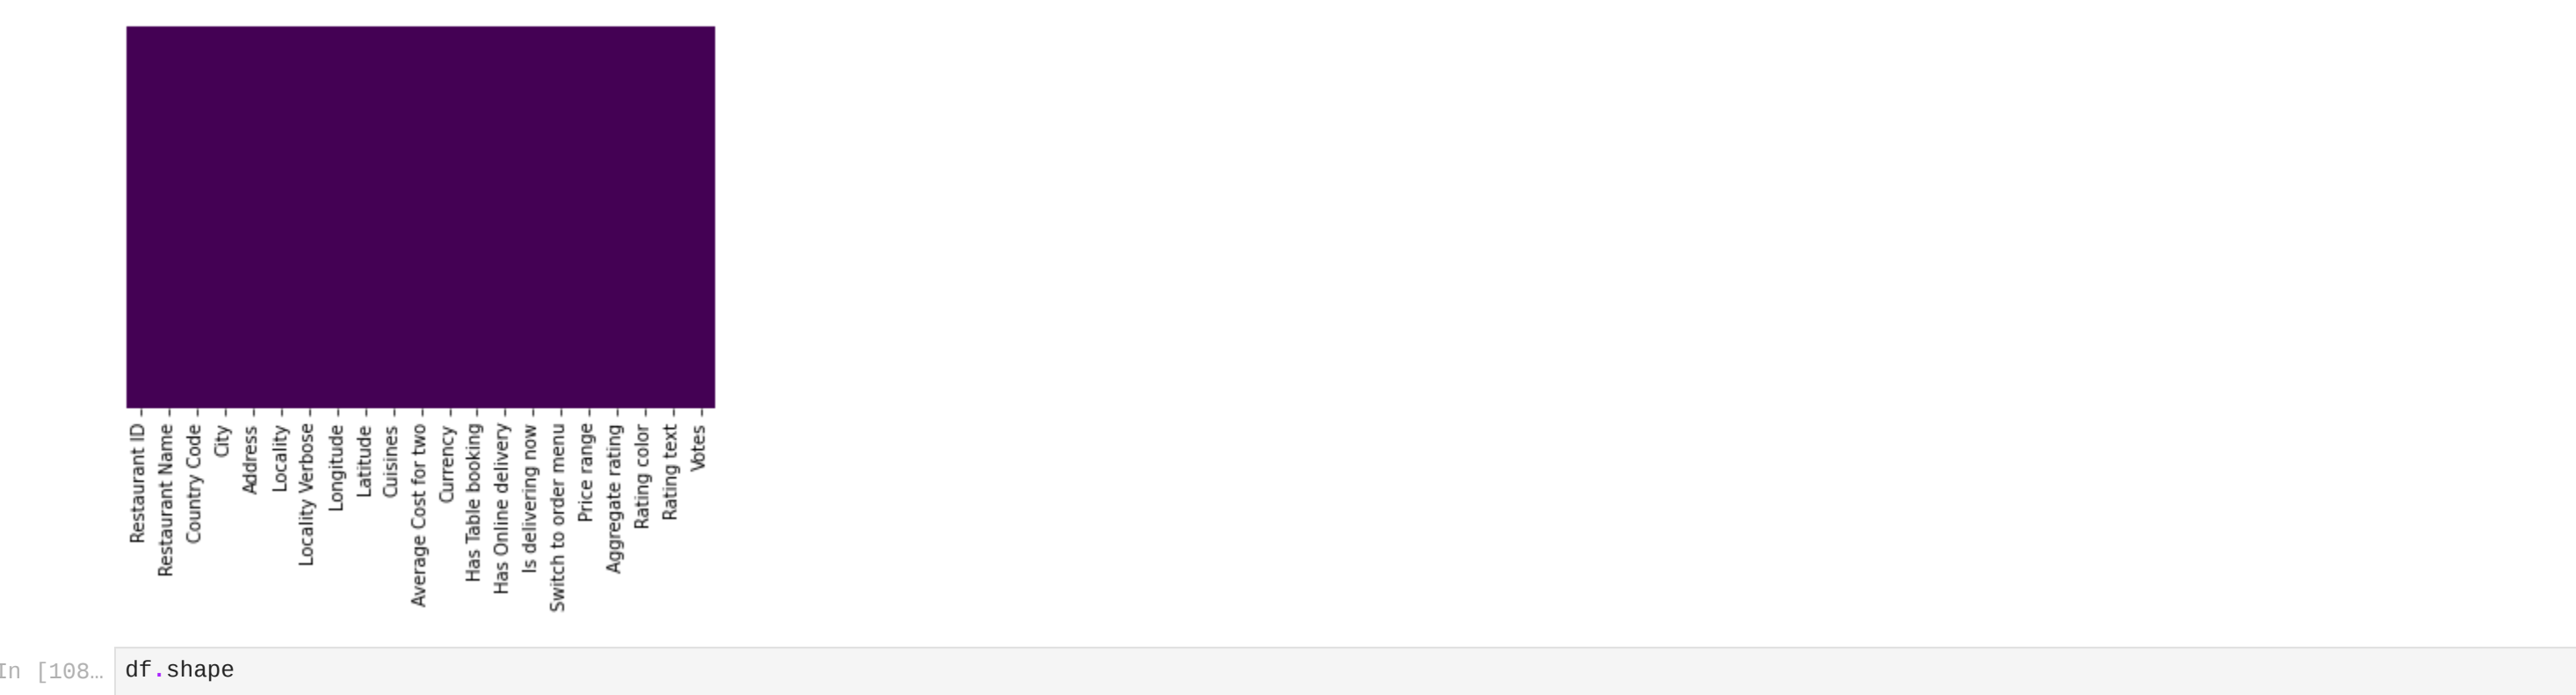 Restaurant ID
Restaurant Name
Country Code
City
Address
Locality
Locality Verbose
Longitude
Latitude
Cuisines
Average Cost for two
Currency
Has Table booking
Has Online delivery
Is delivering now
Switch to order menu
Price range
Aggregate rating
Rating color
Rating text
Votes
In [108…
df.shape